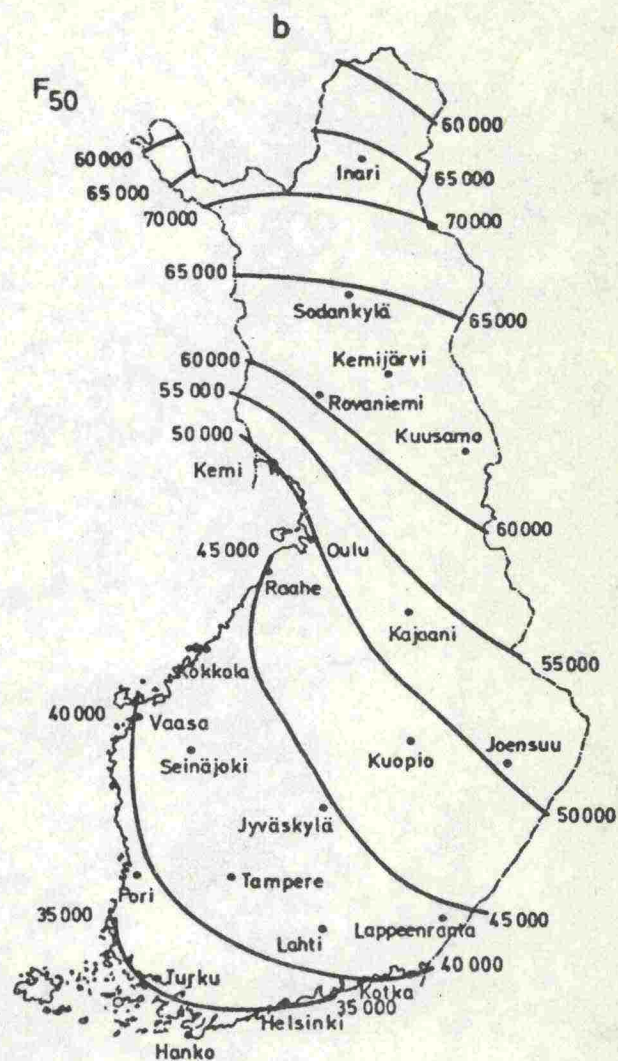 b
F50
60 000
60 000
Inari
65 000
65 000
70 000
70 000
65 000
Sodankylä
65 000
60 000
Kemijärvi
55 000
Rovaniemi
50 000
Kuusamo
Kemi
60 000
45 000
Oulu
Raahe
Kajaani
55 000
Kokkola
40 000
Vaasa
Seinäjoki
Kuopio
Joensuu
50 000
Jyväskylä
Pori
Tampere
35 000
45 000
Lahti
Lappeenranta
40 000
Turku
Kotka
35 000
Helsinki
Hanko